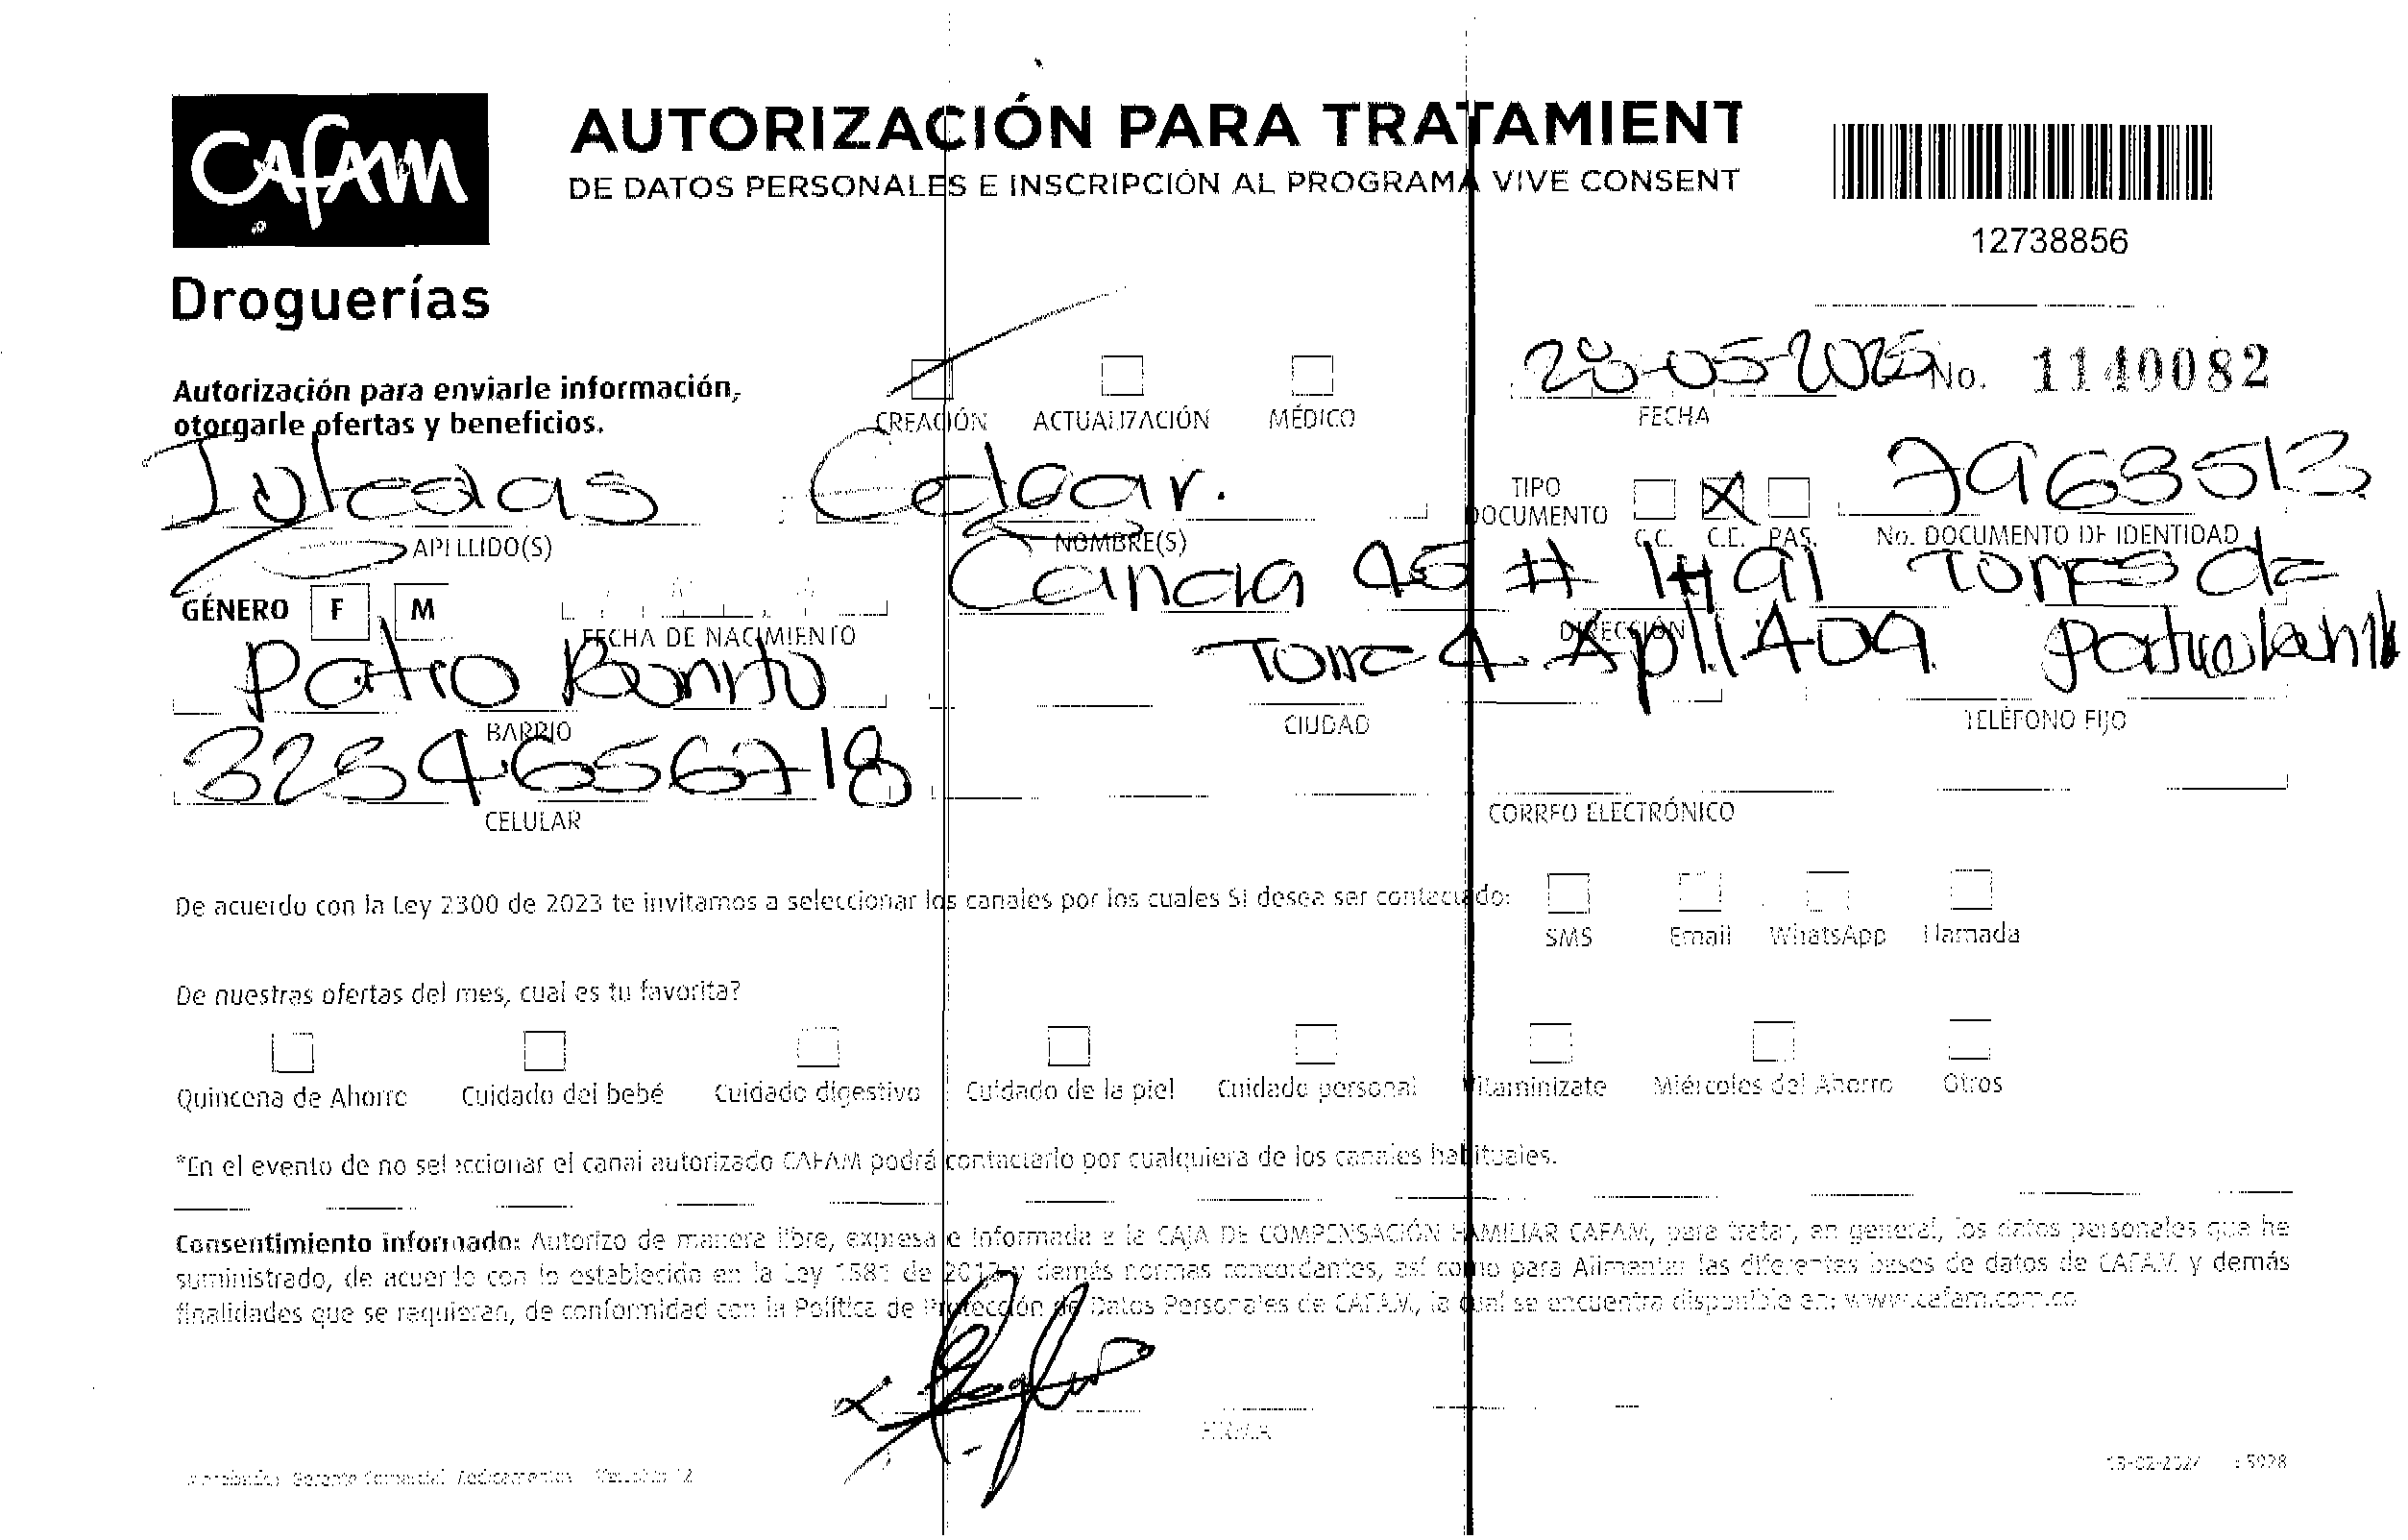 CAFAM
Droguerías
AUTORIZACIÓN PARA TRATAMIENT
DE DATOS PERSONALES E INSCRIPCIÓN AL PROGRAMA VIVE CONSENT
12738856
Autorización para enviarle información,
otorgarle ofertas y beneficios.
CREACIÓN ACTUALIZACIÓN MÉDICO
28-05-2025 No. 1140082
FECHA
TIPO DOCUMENTO C.C. C.E. PAS.
7963513
APELLIDO(S) NOMBRE(S) No. DOCUMENTO DE IDENTIDAD
45 # Torres de
GÉNERO F M FECHA DE NACIMIENTO DIRECCIÓN
Patio Bonito Torre 4
BARRIO CIUDAD TELÉFONO FIJO
3254656718
CELULAR CORREO ELECTRÓNICO
De acuerdo con la Ley 2300 de 2023 te invitamos a seleccionar los canales por los cuales SI desea ser contactado:
SMS Email WhatsApp Llamada
De nuestras ofertas del mes, cual es tu favorita?
Quincena de Ahorro Cuidado del bebé Cuidado digestivo Cuidado de la piel Cuidado personal Vitaminízate Miércoles del Ahorro Otros
*En el evento de no seleccionar el canal autorizado CAFAM podrá contactarlo por cualquiera de los canales habituales.
Consentimiento informado: Autorizo de manera libre, expresa e informada a la CAJA DE COMPENSACIÓN FAMILIAR CAFAM, para tratar, en general, los datos personales que he
suministrado, de acuerdo con lo establecido en la Ley 1581 de 2012 y demás normas concordantes, así como para Alimentar las diferentes bases de datos de CAFAM y demás
finalidades que se requieran, de conformidad con la Política de Protección de Datos Personales de CAFAM, la cual se encuentra disponible en: www.cafam.com.co
FIRMA
Gerente Comercial Medicamentos